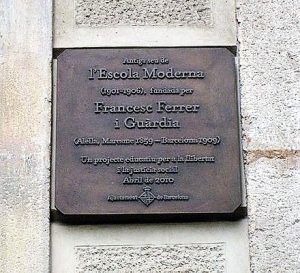 Antiga seu de
l'Escola Moderna
(1901-1906), fundada per
Francesc Ferrer
i Guàrdia
(Alella, Maresme 1859 – Barcelona 1909)
Un projecte educatiu per a la llibertat
i la justícia social
Abril de 2010
Ajuntament de Barcelona